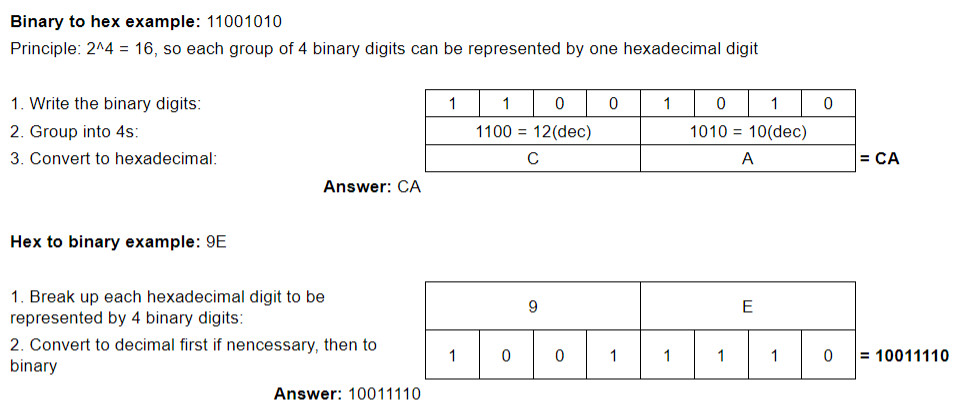 Binary to hex example: 11001010
Principle: 2^4 = 16, so each group of 4 binary digits can be represented by one hexadecimal digit
1. Write the binary digits: 1 1 0 0 1 0 1 0
2. Group into 4s: 1100 = 12(dec) 1010 = 10(dec)
3. Convert to hexadecimal: C A = CA
Answer: CA
Hex to binary example: 9E
1. Break up each hexadecimal digit to be
represented by 4 binary digits:
9 E
2. Convert to decimal first if nencessary, then to
binary
1 0 0 1 1 1 1 0 = 10011110
Answer: 10011110